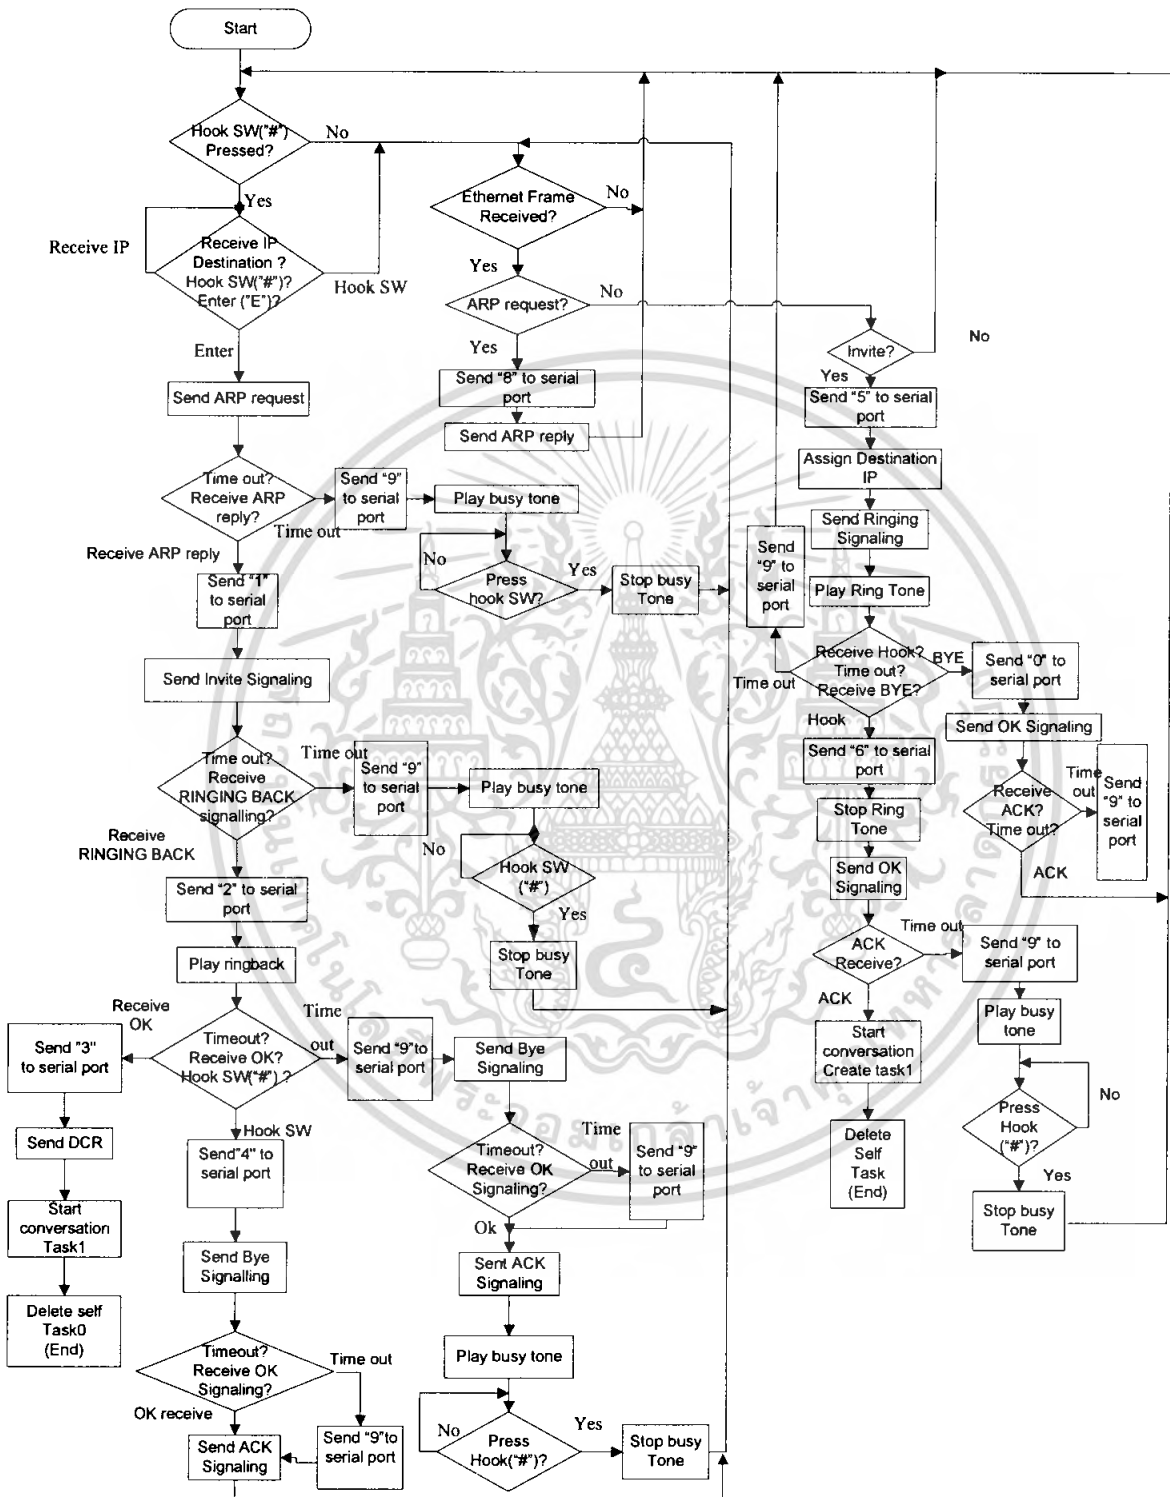 Start
Hook SW("#")
Pressed?
No
Yes
Receive IP
Receive IP
Destination ?
Hook SW("#")?
Enter ("E")?
Hook SW
Enter
Send ARP request
Time out?
Receive ARP
reply?
Time out
Send "9"
to serial
port
Play busy tone
No
Press
hook SW?
Yes
Stop busy
Tone
Receive ARP reply
Send "1"
to serial
port
Send Invite Signaling
Time out?
Receive
RINGING BACK
signalling?
Time out
Send "9"
to serial
port
Play busy tone
No
Hook SW
("#")
Yes
Stop busy
Tone
Receive
RINGING BACK
Send "2" to serial
port
Play ringback
Receive
OK
Timeout?
Receive OK?
Hook SW("#") ?
Time
out
Send "3"
to serial port
Send DCR
Start
conversation
Task1
Delete self
Task0
(End)
Hook SW
Send"4" to
serial port
Send Bye
Signalling
Timeout?
Receive OK
Signaling?
Time out
Send "9"to
serial port
OK receive
Send ACK
Signaling
Send "9"to
serial port
Send Bye
Signaling
Timeout?
Receive OK
Signaling?
Time
out
Send "9"
to serial
port
Ok
Sent ACK
Signaling
Play busy tone
No
Press
Hook("#")?
Yes
Stop busy
Tone
Ethernet Frame
Received?
No
Yes
ARP request?
No
Yes
Send "8" to serial
port
Send ARP reply
Invite?
No
Yes
Send "5" to serial
port
Assign Destination
IP
Send Ringing
Signaling
Play Ring Tone
Receive Hook?
Time out?
Receive BYE?
Time out
Send
"9" to
serial
port
BYE
Send "0" to
serial port
Send OK Signaling
Receive
ACK?
Time out?
Time
out
Send
"9" to
serial
port
ACK
Hook
Send "6" to serial
port
Stop Ring
Tone
Send OK
Signaling
ACK
Receive?
Time out
Send "9" to
serial port
Play busy
tone
No
Press
Hook
("#")?
Yes
Stop busy
Tone
ACK
Start
conversation
Create task1
Delete
Self
Task
(End)